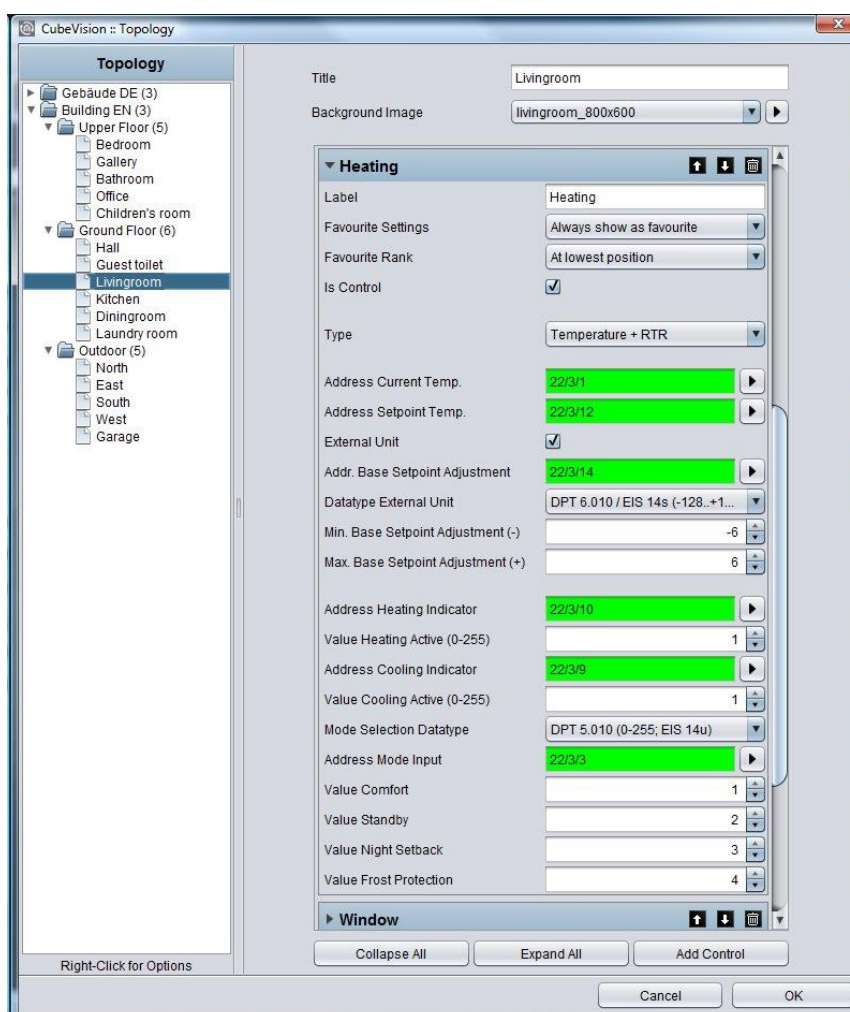 CubeVision :: Topology
Topology
Gebäude DE (3)
Building EN (3)
Upper Floor (5)
Bedroom
Gallery
Bathroom
Office
Children's room
Ground Floor (6)
Hall
Guest toilet
Livingroom
Kitchen
Diningroom
Laundry room
Outdoor (5)
North
East
South
West
Garage
Right-Click for Options
Title Livingroom
Background Image livingroom_800x600
Heating
Label Heating
Favourite Settings Always show as favourite
Favourite Rank At lowest position
Is Control
Type Temperature + RTR
Address Current Temp. 22/3/1
Address Setpoint Temp. 22/3/12
External Unit
Addr. Base Setpoint Adjustment 22/3/14
Datatype External Unit DPT 6.010 / EIS 14s (-128..+1...
Min. Base Setpoint Adjustment (-) -6
Max. Base Setpoint Adjustment (+) 6
Address Heating Indicator 22/3/10
Value Heating Active (0-255) 1
Address Cooling Indicator 22/3/9
Value Cooling Active (0-255) 1
Mode Selection Datatype DPT 5.010 (0-255; EIS 14u)
Address Mode Input 22/3/3
Value Comfort 1
Value Standby 2
Value Night Setback 3
Value Frost Protection 4
Window
Collapse All Expand All Add Control
Cancel OK